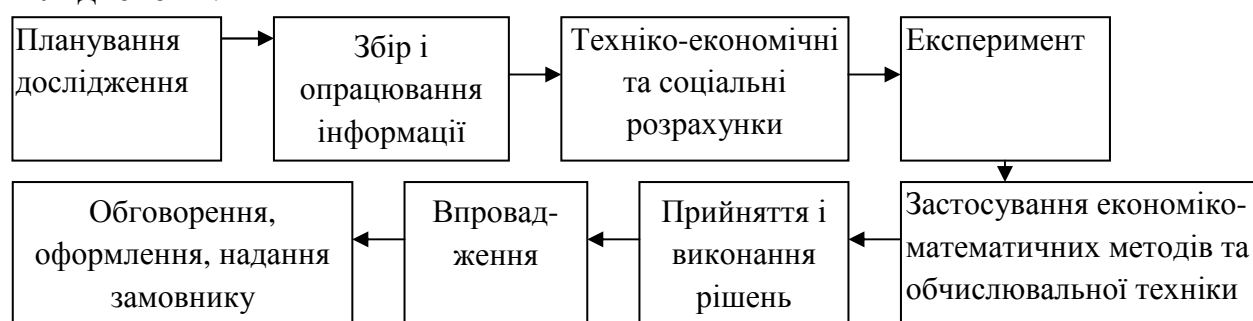 Планування
дослідження
Збір і
опрацювання
інформації
Техніко-економічні
та соціальні
розрахунки
Експеримент
Застосування економіко-
математичних методів та
обчислювальної техніки
Прийняття і
виконання
рішень
Впровад-
ження
Обговорення,
оформлення, надання
замовнику